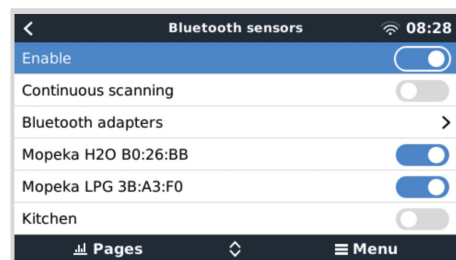 Bluetooth sensors 08:28
Enable
Continuous scanning
Bluetooth adapters
Mopeka H2O B0:26:BB
Mopeka LPG 3B:A3:F0
Kitchen
Pages Menu